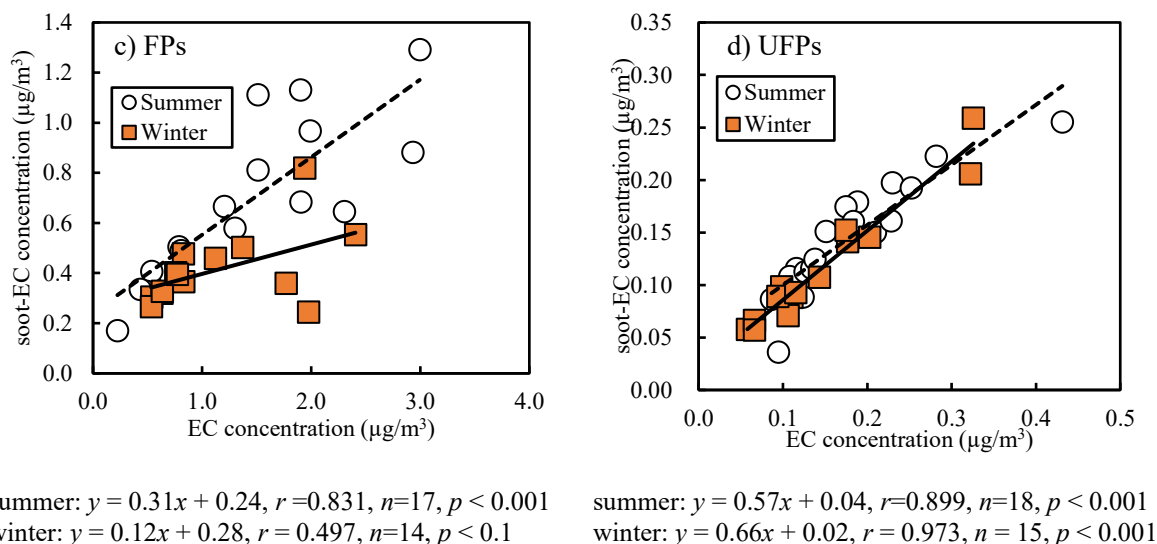 c) FPs
Summer
Winter
soot-EC concentration (µg/m³)
1.4
1.2
1.0
0.8
0.6
0.4
0.2
0.0
0.0 1.0 2.0 3.0 4.0
EC concentration (µg/m³)
d) UFPs
Summer
Winter
soot-EC concentration (µg/m³)
0.35
0.30
0.25
0.20
0.15
0.10
0.05
0.00
0.0 0.1 0.2 0.3 0.4 0.5
EC concentration (µg/m³)
ummer: y = 0.31x + 0.24, r =0.831, n=17, p < 0.001
winter: y = 0.12x + 0.28, r = 0.497, n=14, p < 0.1
summer: y = 0.57x + 0.04, r=0.899, n=18, p < 0.001
winter: y = 0.66x + 0.02, r = 0.973, n = 15, p < 0.001